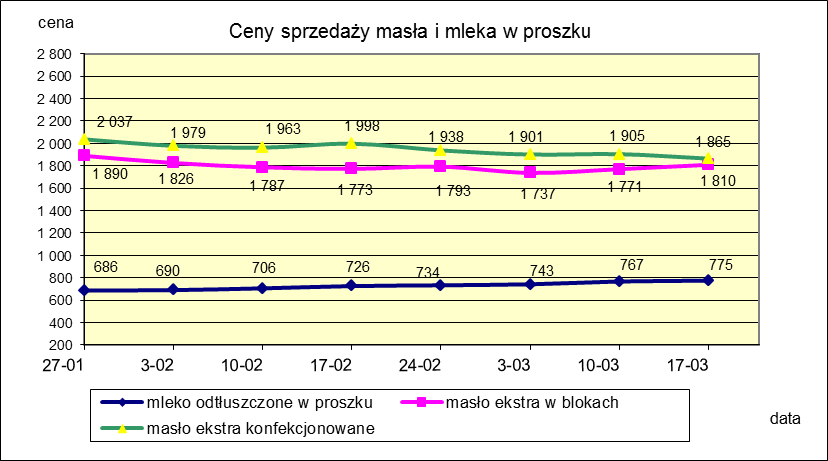 cena
Ceny sprzedaży masła i mleka w proszku
2 800
2 600
2 400
2 200
2 000
1 800
1 600
1 400
1 200
1 000
800
600
400
200
2 037 1 979 1 963 1 998 1 938 1 901 1 905 1 865
1 890 1 826 1 787 1 773 1 793 1 737 1 771 1 810
686 690 706 726 734 743 767 775
27-01 3-02 10-02 17-02 24-02 3-03 10-03 17-03
mleko odtłuszczone w proszku masło ekstra w blokach
masło ekstra konfekcjonowane
data